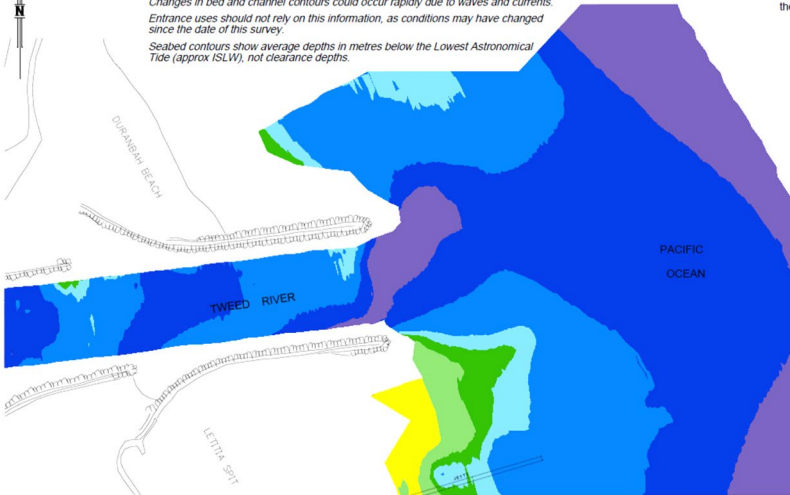 Changes in bed and channel contours could occur rapidly due to waves and currents.
Entrance uses should not rely on this information, as conditions may have changed
since the date of this survey.
Seabed contours show average depths in metres below the Lowest Astronomical
Tide (approx ISLW), not clearance depths.
the
N
DURANBAH BEACH
PACIFIC
OCEAN
TWEED RIVER
LETITIA SPIT